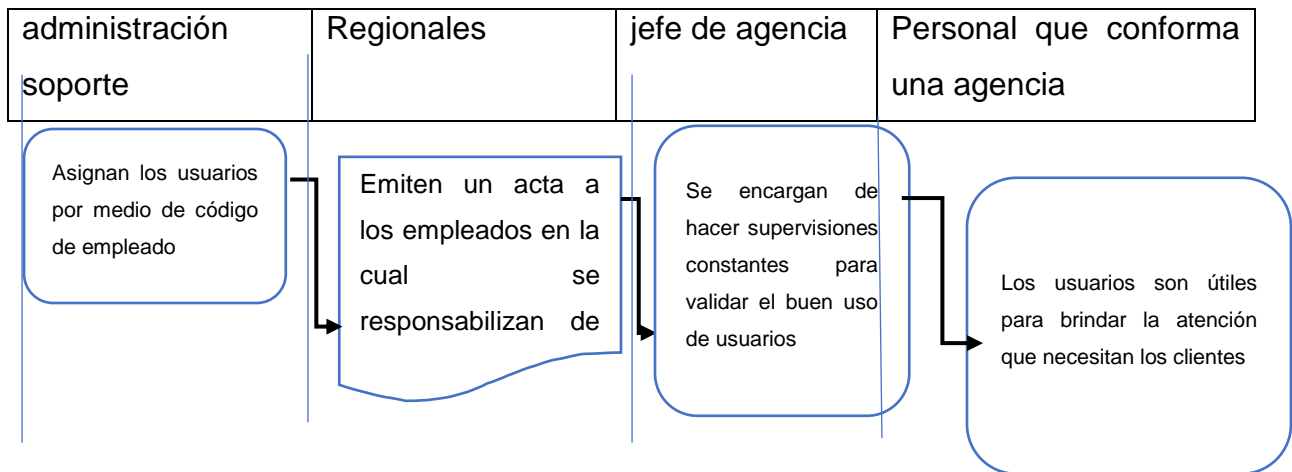 administración
soporte
Regionales
jefe de agencia
Personal que conforma
una agencia
Asignan los usuarios
por medio de código
de empleado
Emiten un acta a
los empleados en la
cual se
responsabilizan de
Se encargan de
hacer supervisiones
constantes para
validar el buen uso
de usuarios
Los usuarios son útiles
para brindar la atención
que necesitan los clientes